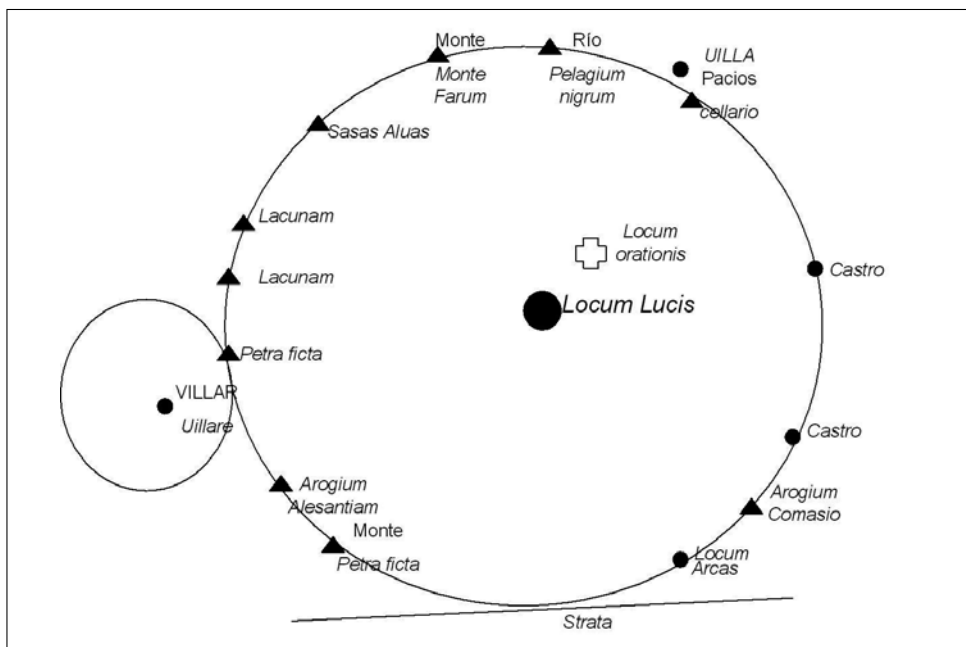 Monte
Monte
Farum
Río
Pelagium
nigrum
UILLA
Pacios
cellario
Sasas Aluas
Lacunam
Locum
orationis
Lacunam
Castro
Locum Lucis
Petra ficta
VILLAR
Uillare
Castro
Arogium
Alesantiam
Arogium
Comasio
Monte
Petra ficta
Locum
Arcas
Strata